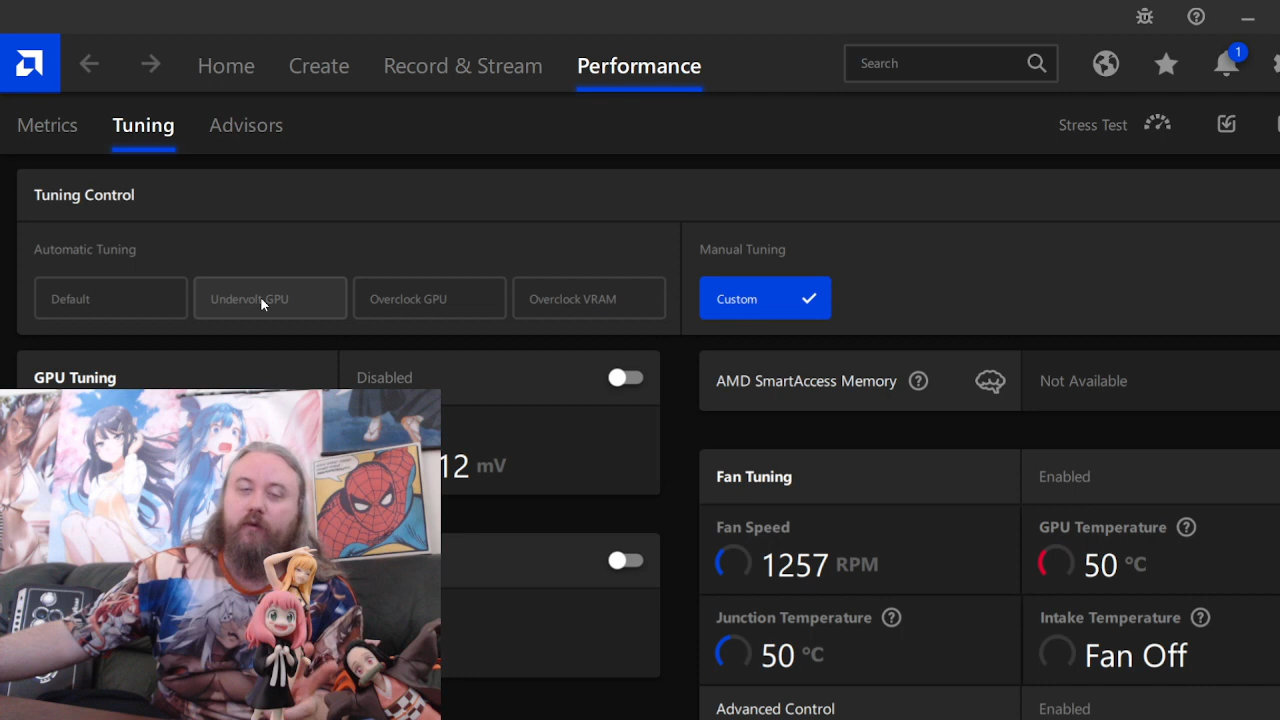 Home
Create
Record & Stream
Performance
Search
1
Metrics
Tuning
Advisors
Stress Test
Tuning Control
Automatic Tuning
Manual Tuning
Default
Undervolt GPU
Overclock GPU
Overclock VRAM
Custom
GPU Tuning
Disabled
AMD SmartAccess Memory
Not Available
12 mV
Fan Tuning
Enabled
Fan Speed
GPU Temperature
1257 RPM
50 °C
Junction Temperature
Intake Temperature
50 °C
Fan Off
Advanced Control
Enabled